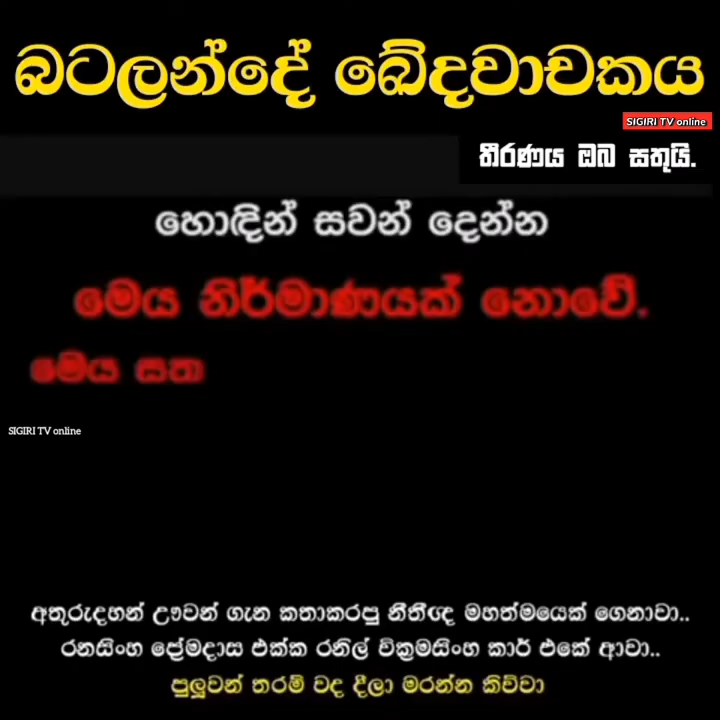 බටලන්දේ ඛේදවාචකය
SIGIRI TV online
තීරණය ඔබ සතුයි.
හොඳින් සවන් දෙන්න
මෙය නිර්මාණයක් නොවේ.
මෙය සත
SIGIRI TV online
අතුරුදහන් උවන් ගැන කතාකරපු නීතීඥ මහත්මයෙක් ගෙනාවා..
රනසිංහ ප්‍රේමදාස එක්ක රනිල් වික්‍රමසිංහ කාර් එකේ ආවා..
පුලුවන් තරම් වද දීලා මරන්න කිව්වා